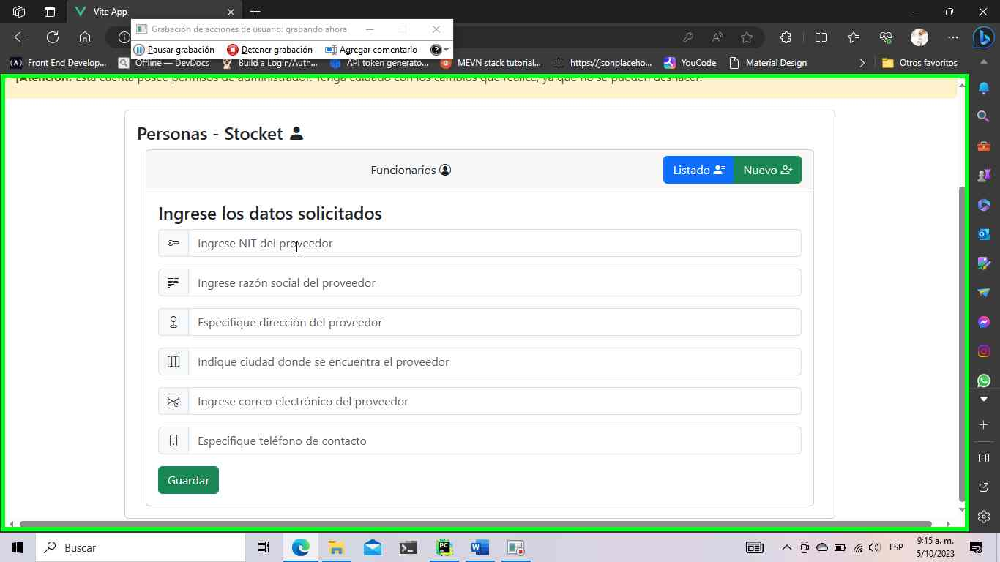 Vite App
Grabación de acciones de usuario: grabando ahora
Pausar grabación
Detener grabación
Agregar comentario
Front End Develop...
Offline — DevDocs
Build a Login/Auth...
API token generato...
MEVN stack tutorial...
https://jsonplaceho...
YouCode
Material Design
Otros favoritos
¡Atención! Esta cuenta posee permisos de administrador. Tenga cuidado con los cambios que realice, ya que no se pueden deshacer.
Personas - Stocket
Funcionarios
Listado
Nuevo
Ingrese los datos solicitados
Ingrese NIT del proveedor
Ingrese razón social del proveedor
Especifique dirección del proveedor
Indique ciudad donde se encuentra el proveedor
Ingrese correo electrónico del proveedor
Especifique teléfono de contacto
Guardar
Buscar
ESP
9:15 a. m.
5/10/2023